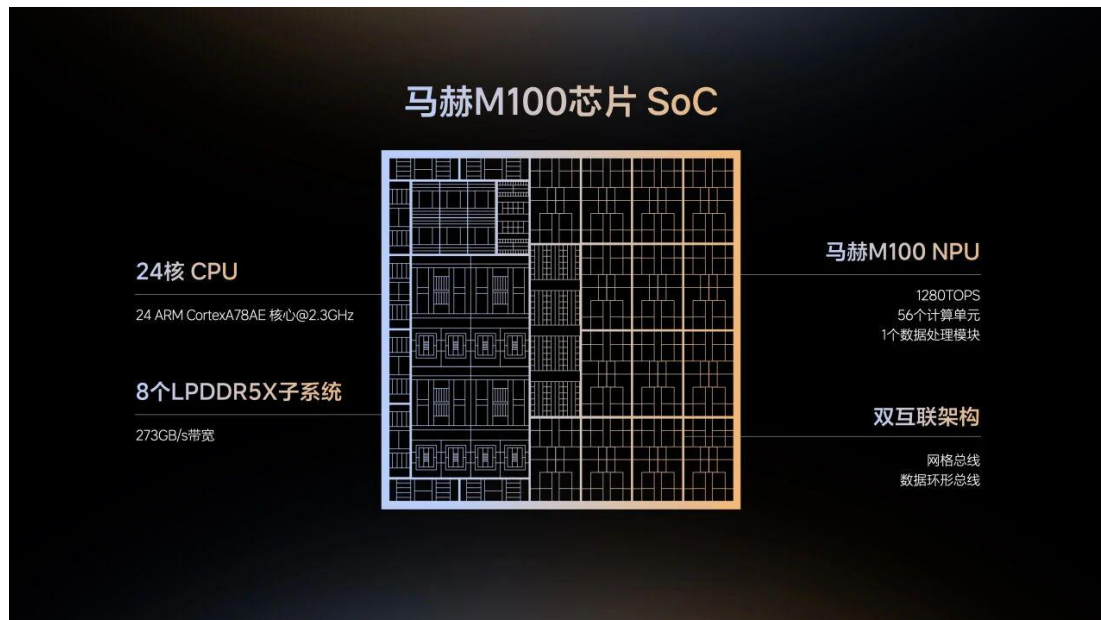 马赫M100芯片 SoC
24核 CPU
24 ARM CortexA78AE 核心@2.3GHz
8个LPDDR5X子系统
273GB/s带宽
马赫M100 NPU
1280TOPS
56个计算单元
1个数据处理模块
双互联架构
网格总线
数据环形总线